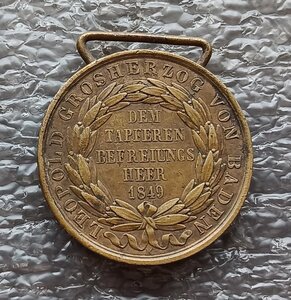 LEOPOLD GROSHERZOG VON BADEN
DEM
TAPFEREN
BEFREIUNGS
HEER
1849